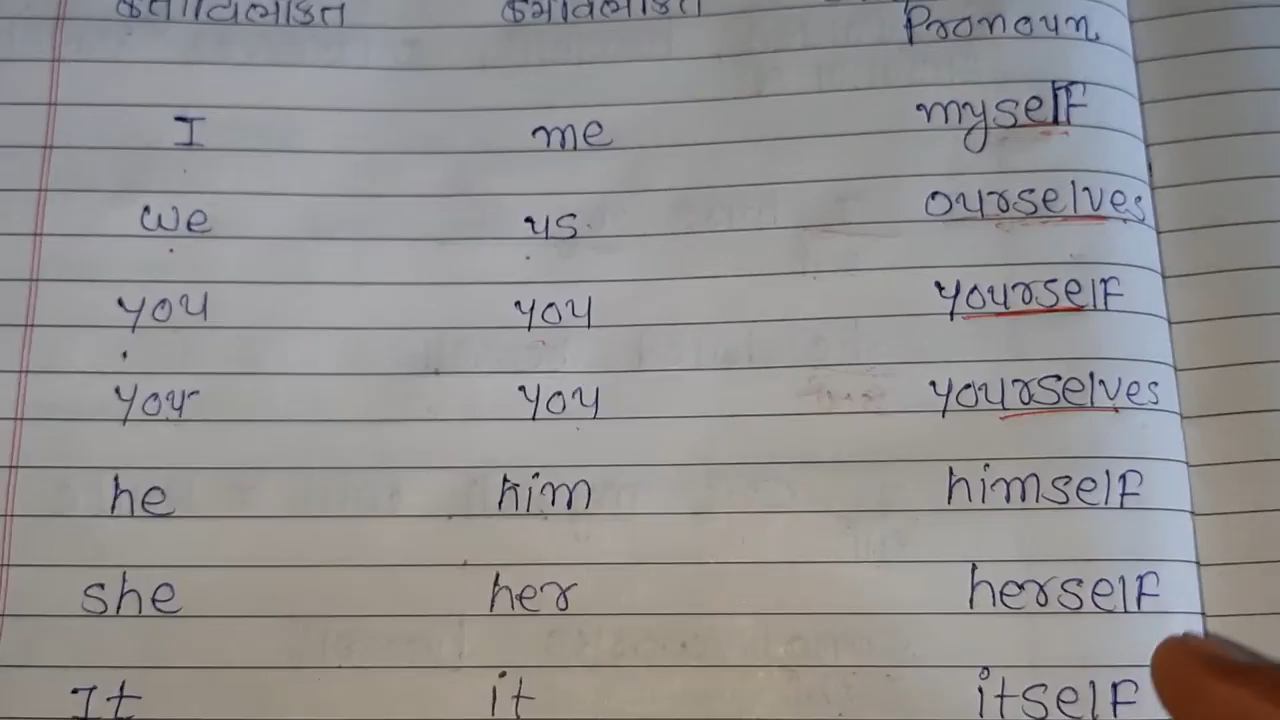 Pronoun
I me myself
we us ourselves
you you yourself
you you yourselves
he him himself
she her herself
It it itself